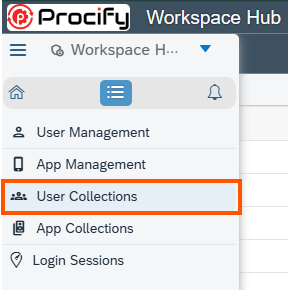 Procify Workspace Hub
Workspace H...
User Management
App Management
User Collections
App Collections
Login Sessions